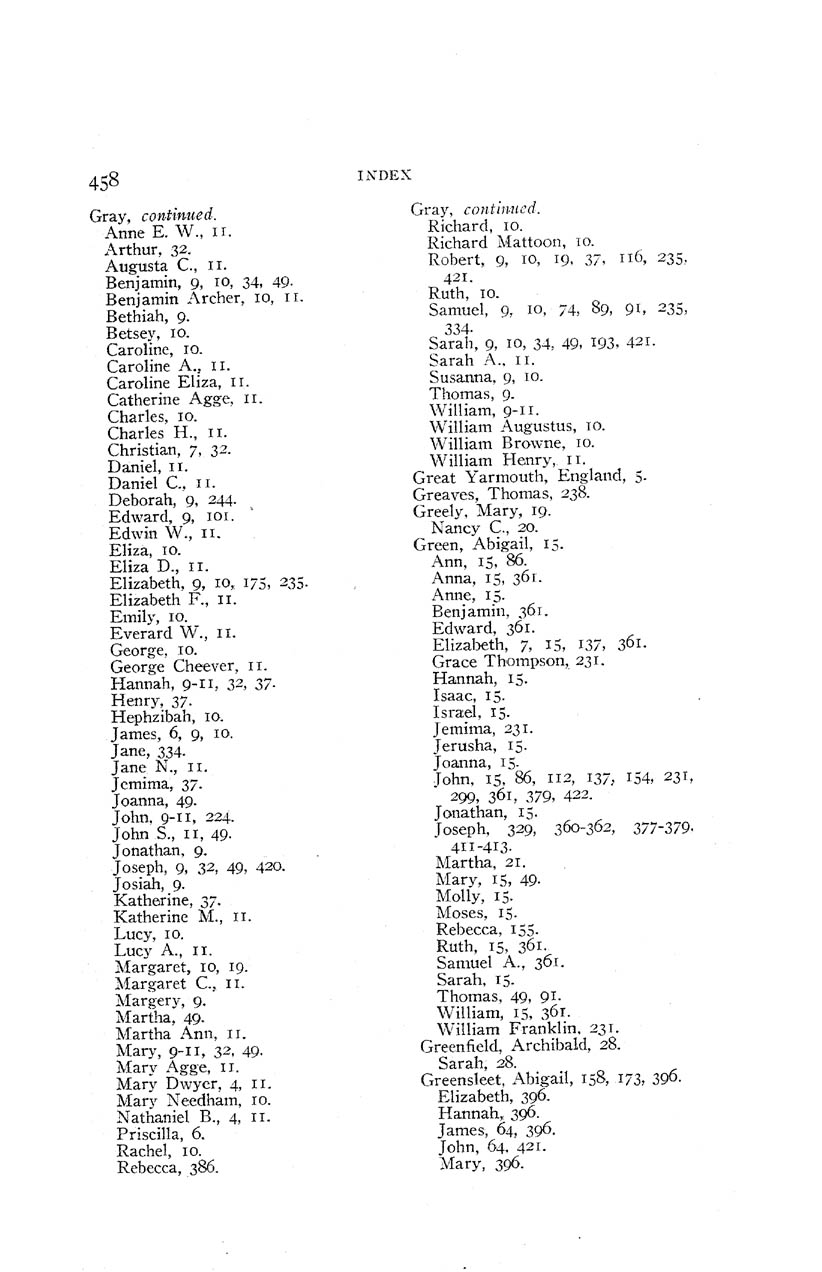 458
INDEX
Gray, continued.
Anne E. W., 11.
Arthur, 32.
Augusta C., 11.
Benjamin, 9, 10, 34, 49.
Benjamin Archer, 10, 11.
Bethiah, 9.
Betsey, 10.
Caroline, 10.
Caroline A., 11.
Caroline Eliza, 11.
Catherine Agge, 11.
Charles, 10.
Charles H., 11.
Christian, 7, 32.
Daniel, 11.
Daniel C., 11.
Deborah, 9, 244.
Edward, 9, 101.
Edwin W., 11.
Eliza, 10.
Eliza D., 11.
Elizabeth, 9, 10, 175, 235.
Elizabeth F., 11.
Emily, 10.
Everard W., 11.
George, 10.
George Cheever, 11.
Hannah, 9-11, 32, 37.
Henry, 37.
Hephzibah, 10.
James, 6, 9, 10.
Jane, 334.
Jane N., 11.
Jemima, 37.
Joanna, 49.
John, 9-11, 224.
John S., 11, 49.
Jonathan, 9.
Joseph, 9, 32, 49, 420.
Josiah, 9.
Katherine, 37.
Katherine M., 11.
Lucy, 10.
Lucy A., 11.
Margaret, 10, 19.
Margaret C., 11.
Margery, 9.
Martha, 49.
Martha Ann, 11.
Mary, 9-11, 32, 49.
Mary Agge, 11.
Mary Dwyer, 4, 11.
Mary Needham, 10.
Nathaniel B., 4, 11.
Priscilla, 6.
Rachel, 10.
Rebecca, 386.
Gray, continued.
Richard, 10.
Richard Mattoon, 10.
Robert, 9, 10, 19, 37, 116, 235,
421.
Ruth, 10.
Samuel, 9, 10, 74, 89, 91, 235,
334.
Sarah, 9, 10, 34, 49, 193, 421.
Sarah A., 11.
Susanna, 9, 10.
Thomas, 9.
William, 9-11.
William Augustus, 10.
William Browne, 10.
William Henry, 11.
Great Yarmouth, England, 5.
Greaves, Thomas, 238.
Greely, Mary, 19.
Nancy C., 20.
Green, Abigail, 15.
Ann, 15, 86.
Anna, 15, 361.
Anne, 15.
Benjamin, 361.
Edward, 361.
Elizabeth, 7, 15, 137, 361.
Grace Thompson, 231.
Hannah, 15.
Isaac, 15.
Israel, 15.
Jemima, 231.
Jerusha, 15.
Joanna, 15.
John, 15, 86, 112, 137, 154, 231,
299, 361, 379, 422.
Jonathan, 15.
Joseph, 329, 360-362, 377-379,
411-413.
Martha, 21.
Mary, 15, 49.
Molly, 15.
Moses, 15.
Rebecca, 155.
Ruth, 15, 361.
Samuel A., 361.
Sarah, 15.
Thomas, 49, 91.
William, 15, 361.
William Franklin, 231.
Greenfield, Archibald, 28.
Sarah, 28.
Greensleet, Abigail, 158, 173, 396.
Elizabeth, 396.
Hannah, 396.
James, 64, 396.
John, 64, 421.
Mary, 396.